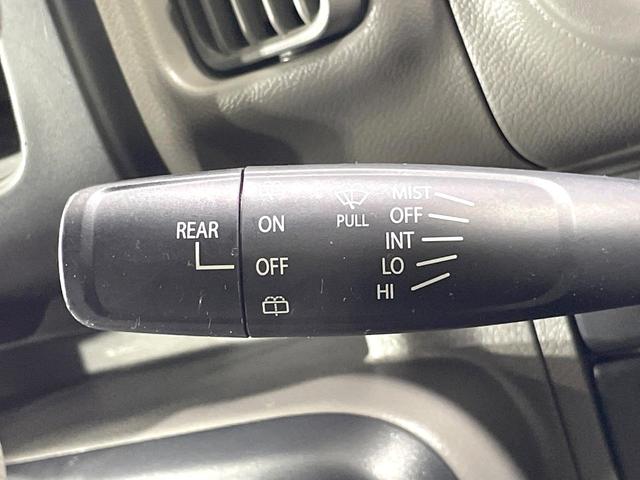 REAR
ON
OFF
PULL
MIST
OFF
INT
LO
HI